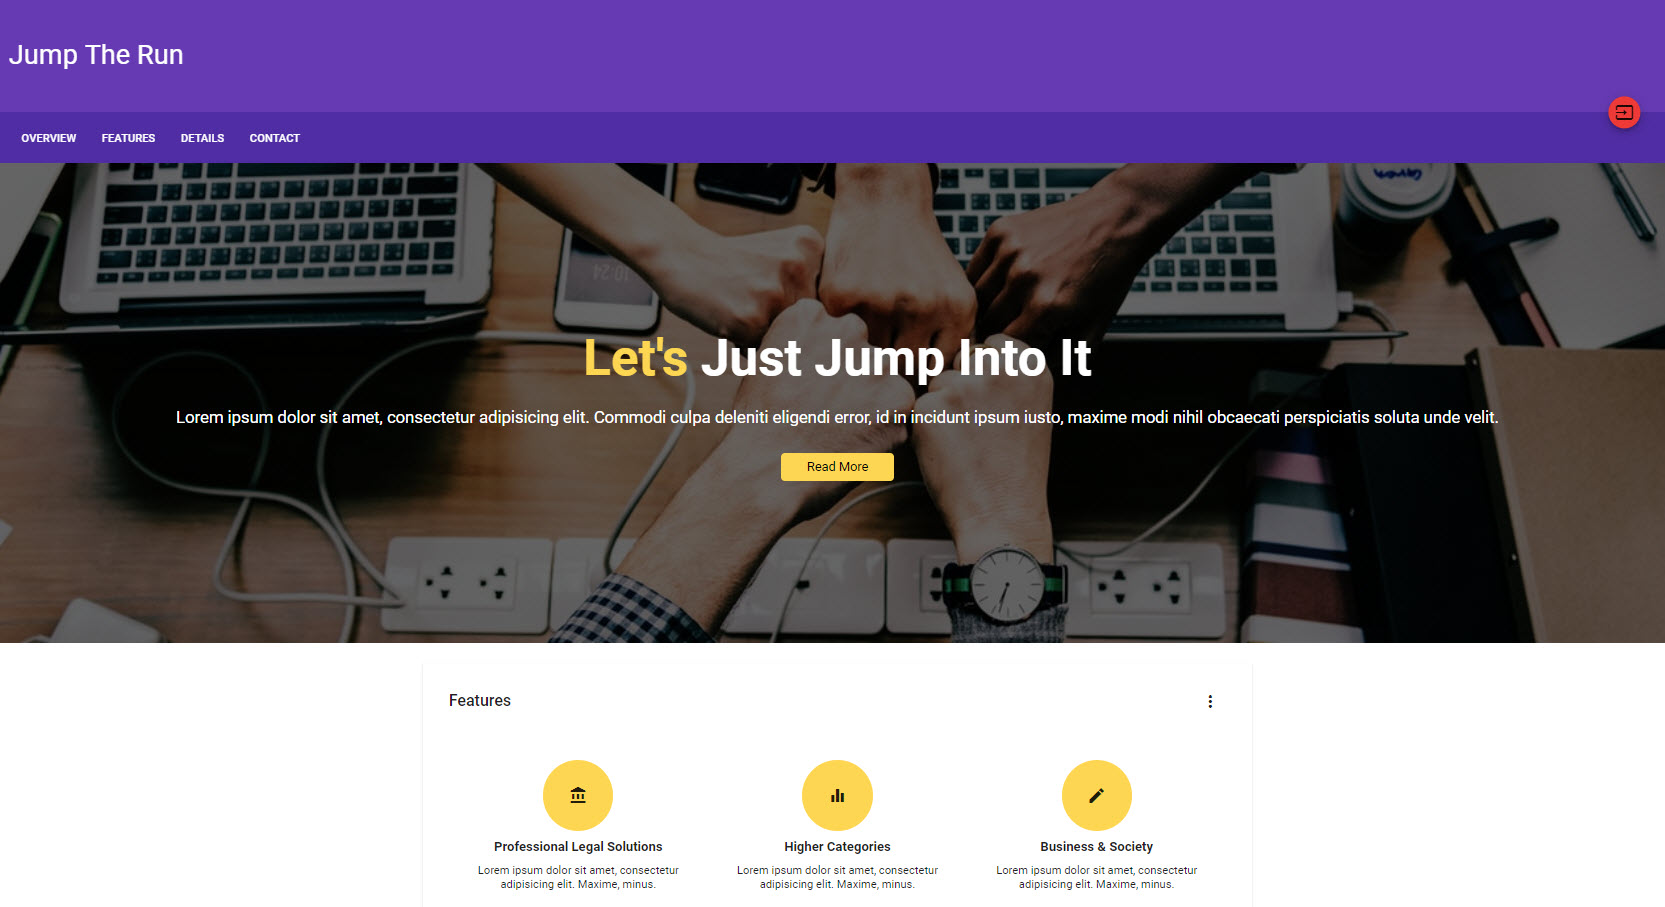 Jump The Run
OVERVIEW FEATURES DETAILS CONTACT
10:24
Let's Just Jump Into It
Lorem ipsum dolor sit amet, consectetur adipisicing elit. Commodi culpa deleniti eligendi error, id in incidunt ipsum iusto, maxime modi nihil obcaecati perspiciatis soluta unde velit.
Read More
Features
Professional Legal Solutions
Lorem ipsum dolor sit amet, consectetur
adipisicing elit. Maxime, minus.
Higher Categories
Lorem ipsum dolor sit amet, consectetur
adipisicing elit. Maxime, minus.
Business & Society
Lorem ipsum dolor sit amet, consectetur
adipisicing elit. Maxime, minus.